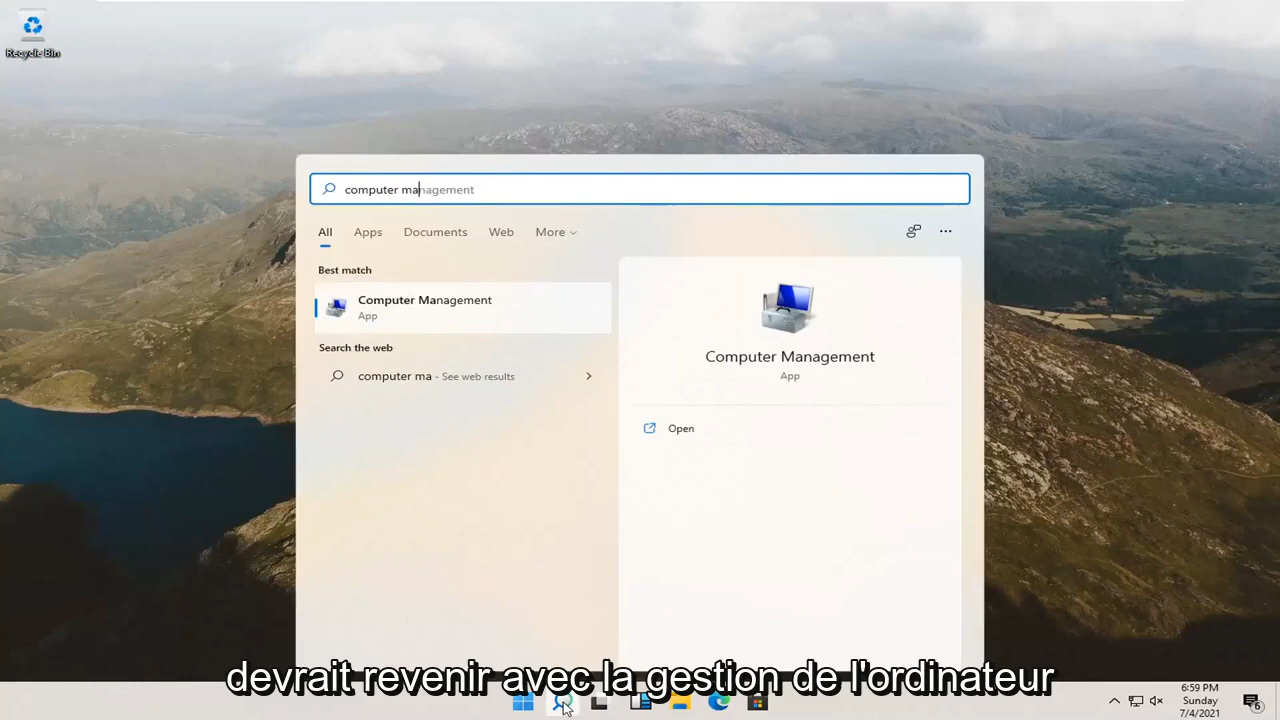 Recycle Bin
computer management
All
Apps
Documents
Web
More
Best match
Computer Management
App
Search the web
computer ma - See web results
Computer Management
App
Open
devrait revenir avec la gestion de l'ordinateur
6:59 PM
Sunday
7/4/2021
6